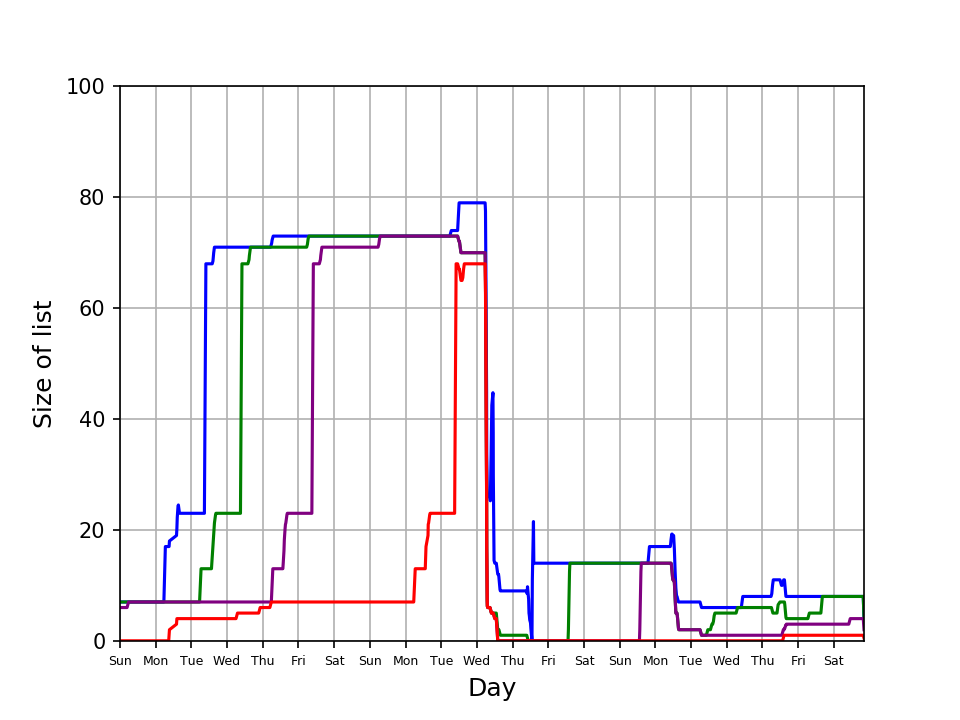 100
80
60
40
20
0
Size of list
Sun Mon Tue Wed Thu Fri Sat Sun Mon Tue Wed Thu Fri Sat Sun Mon Tue Wed Thu Fri Sat
Day